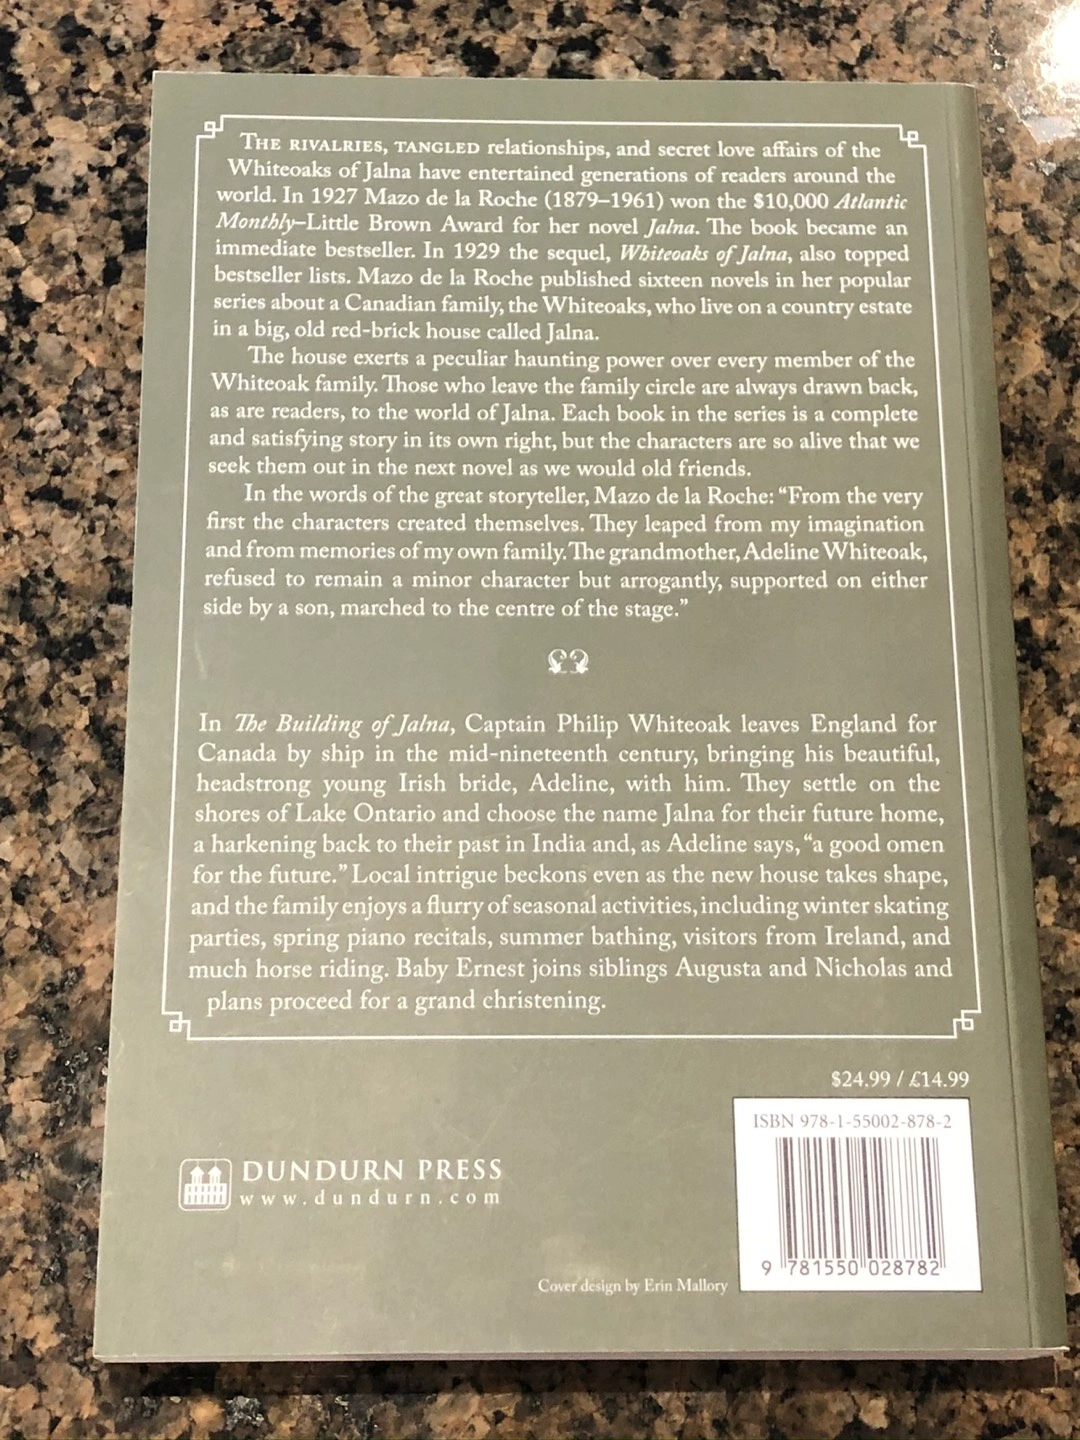 THE RIVALRIES, TANGLED relationships, and secret love affairs of the
Whiteoaks of Jalna have entertained generations of readers around the
world. In 1927 Mazo de la Roche (1879–1961) won the $10,000 Atlantic
Monthly–Little Brown Award for her novel Jalna. The book became an
immediate bestseller. In 1929 the sequel, Whiteoaks of Jalna, also topped
bestseller lists. Mazo de la Roche published sixteen novels in her popular
series about a Canadian family, the Whiteoaks, who live on a country estate
in a big, old red-brick house called Jalna.
The house exerts a peculiar haunting power over every member of the
Whiteoak family. Those who leave the family circle are always drawn back,
as are readers, to the world of Jalna. Each book in the series is a complete
and satisfying story in its own right, but the characters are so alive that we
seek them out in the next novel as we would old friends.
In the words of the great storyteller, Mazo de la Roche: “From the very
first the characters created themselves. They leaped from my imagination
and from memories of my own family. The grandmother, Adeline Whiteoak,
refused to remain a minor character but arrogantly, supported on either
side by a son, marched to the centre of the stage.”
In The Building of Jalna, Captain Philip Whiteoak leaves England for
Canada by ship in the mid-nineteenth century, bringing his beautiful,
headstrong young Irish bride, Adeline, with him. They settle on the
shores of Lake Ontario and choose the name Jalna for their future home,
a harkening back to their past in India and, as Adeline says, “a good omen
for the future.” Local intrigue beckons even as the new house takes shape,
and the family enjoys a flurry of seasonal activities, including winter skating
parties, spring piano recitals, summer bathing, visitors from Ireland, and
much horse riding. Baby Ernest joins siblings Augusta and Nicholas and
plans proceed for a grand christening.
$24.99 / £14.99
ISBN 978-1-55002-878-2
DUNDURN PRESS
www.dundurn.com
9 781550 028782
Cover design by Erin Mallory